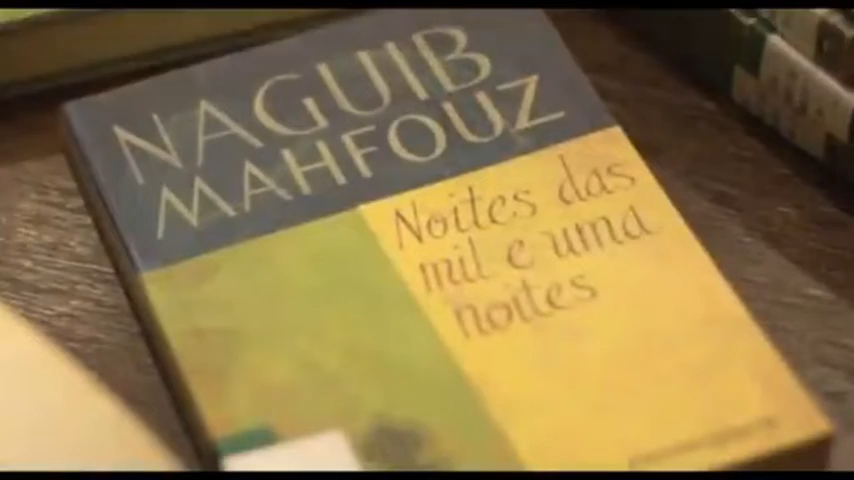 NAGUIB
MAHFOUZ
Noites das
mil e uma
noites